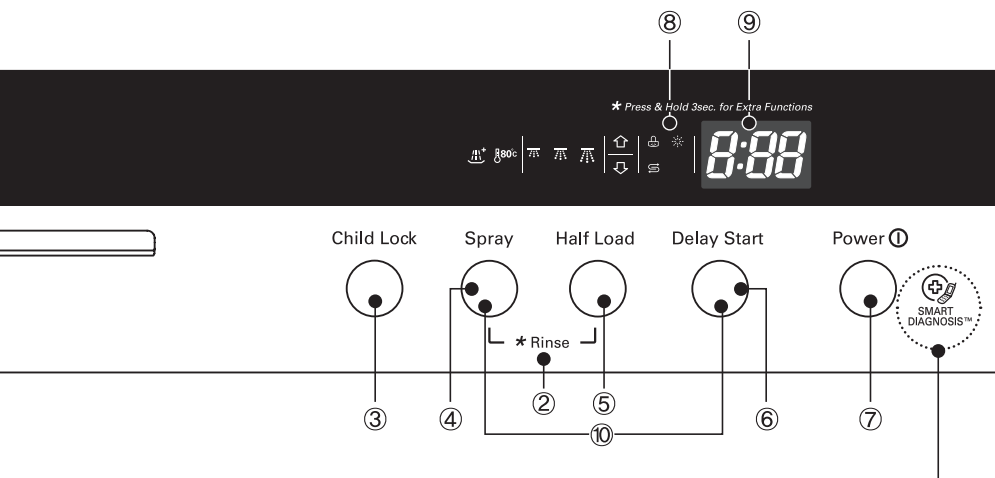 ⑧ ⑨
* Press & Hold 3sec. for Extra Functions
80°c
8:88
Child Lock Spray Half Load Delay Start Power
SMART
DIAGNOSIS™
* Rinse
③ ④ ② ⑤ ⑥ ⑦
⑩